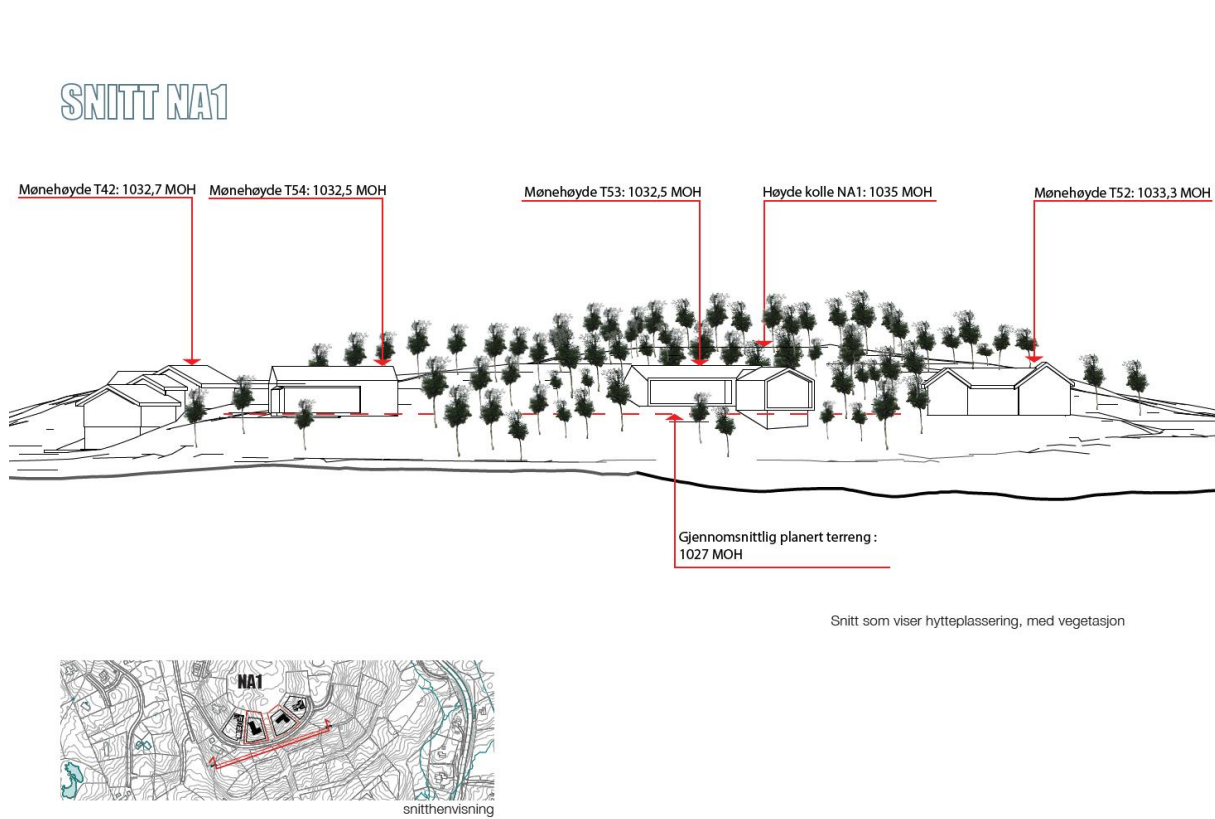 SNITT NA1
Mønehøyde T42: 1032,7 MOH
Mønehøyde T54: 1032,5 MOH
Mønehøyde T53: 1032,5 MOH
Høyde kolle NA1: 1035 MOH
Mønehøyde T52: 1033,3 MOH
Gjennomsnittlig planert terreng :
1027 MOH
Snitt som viser hytteplassering, med vegetasjon
NA1
snitthenvisning